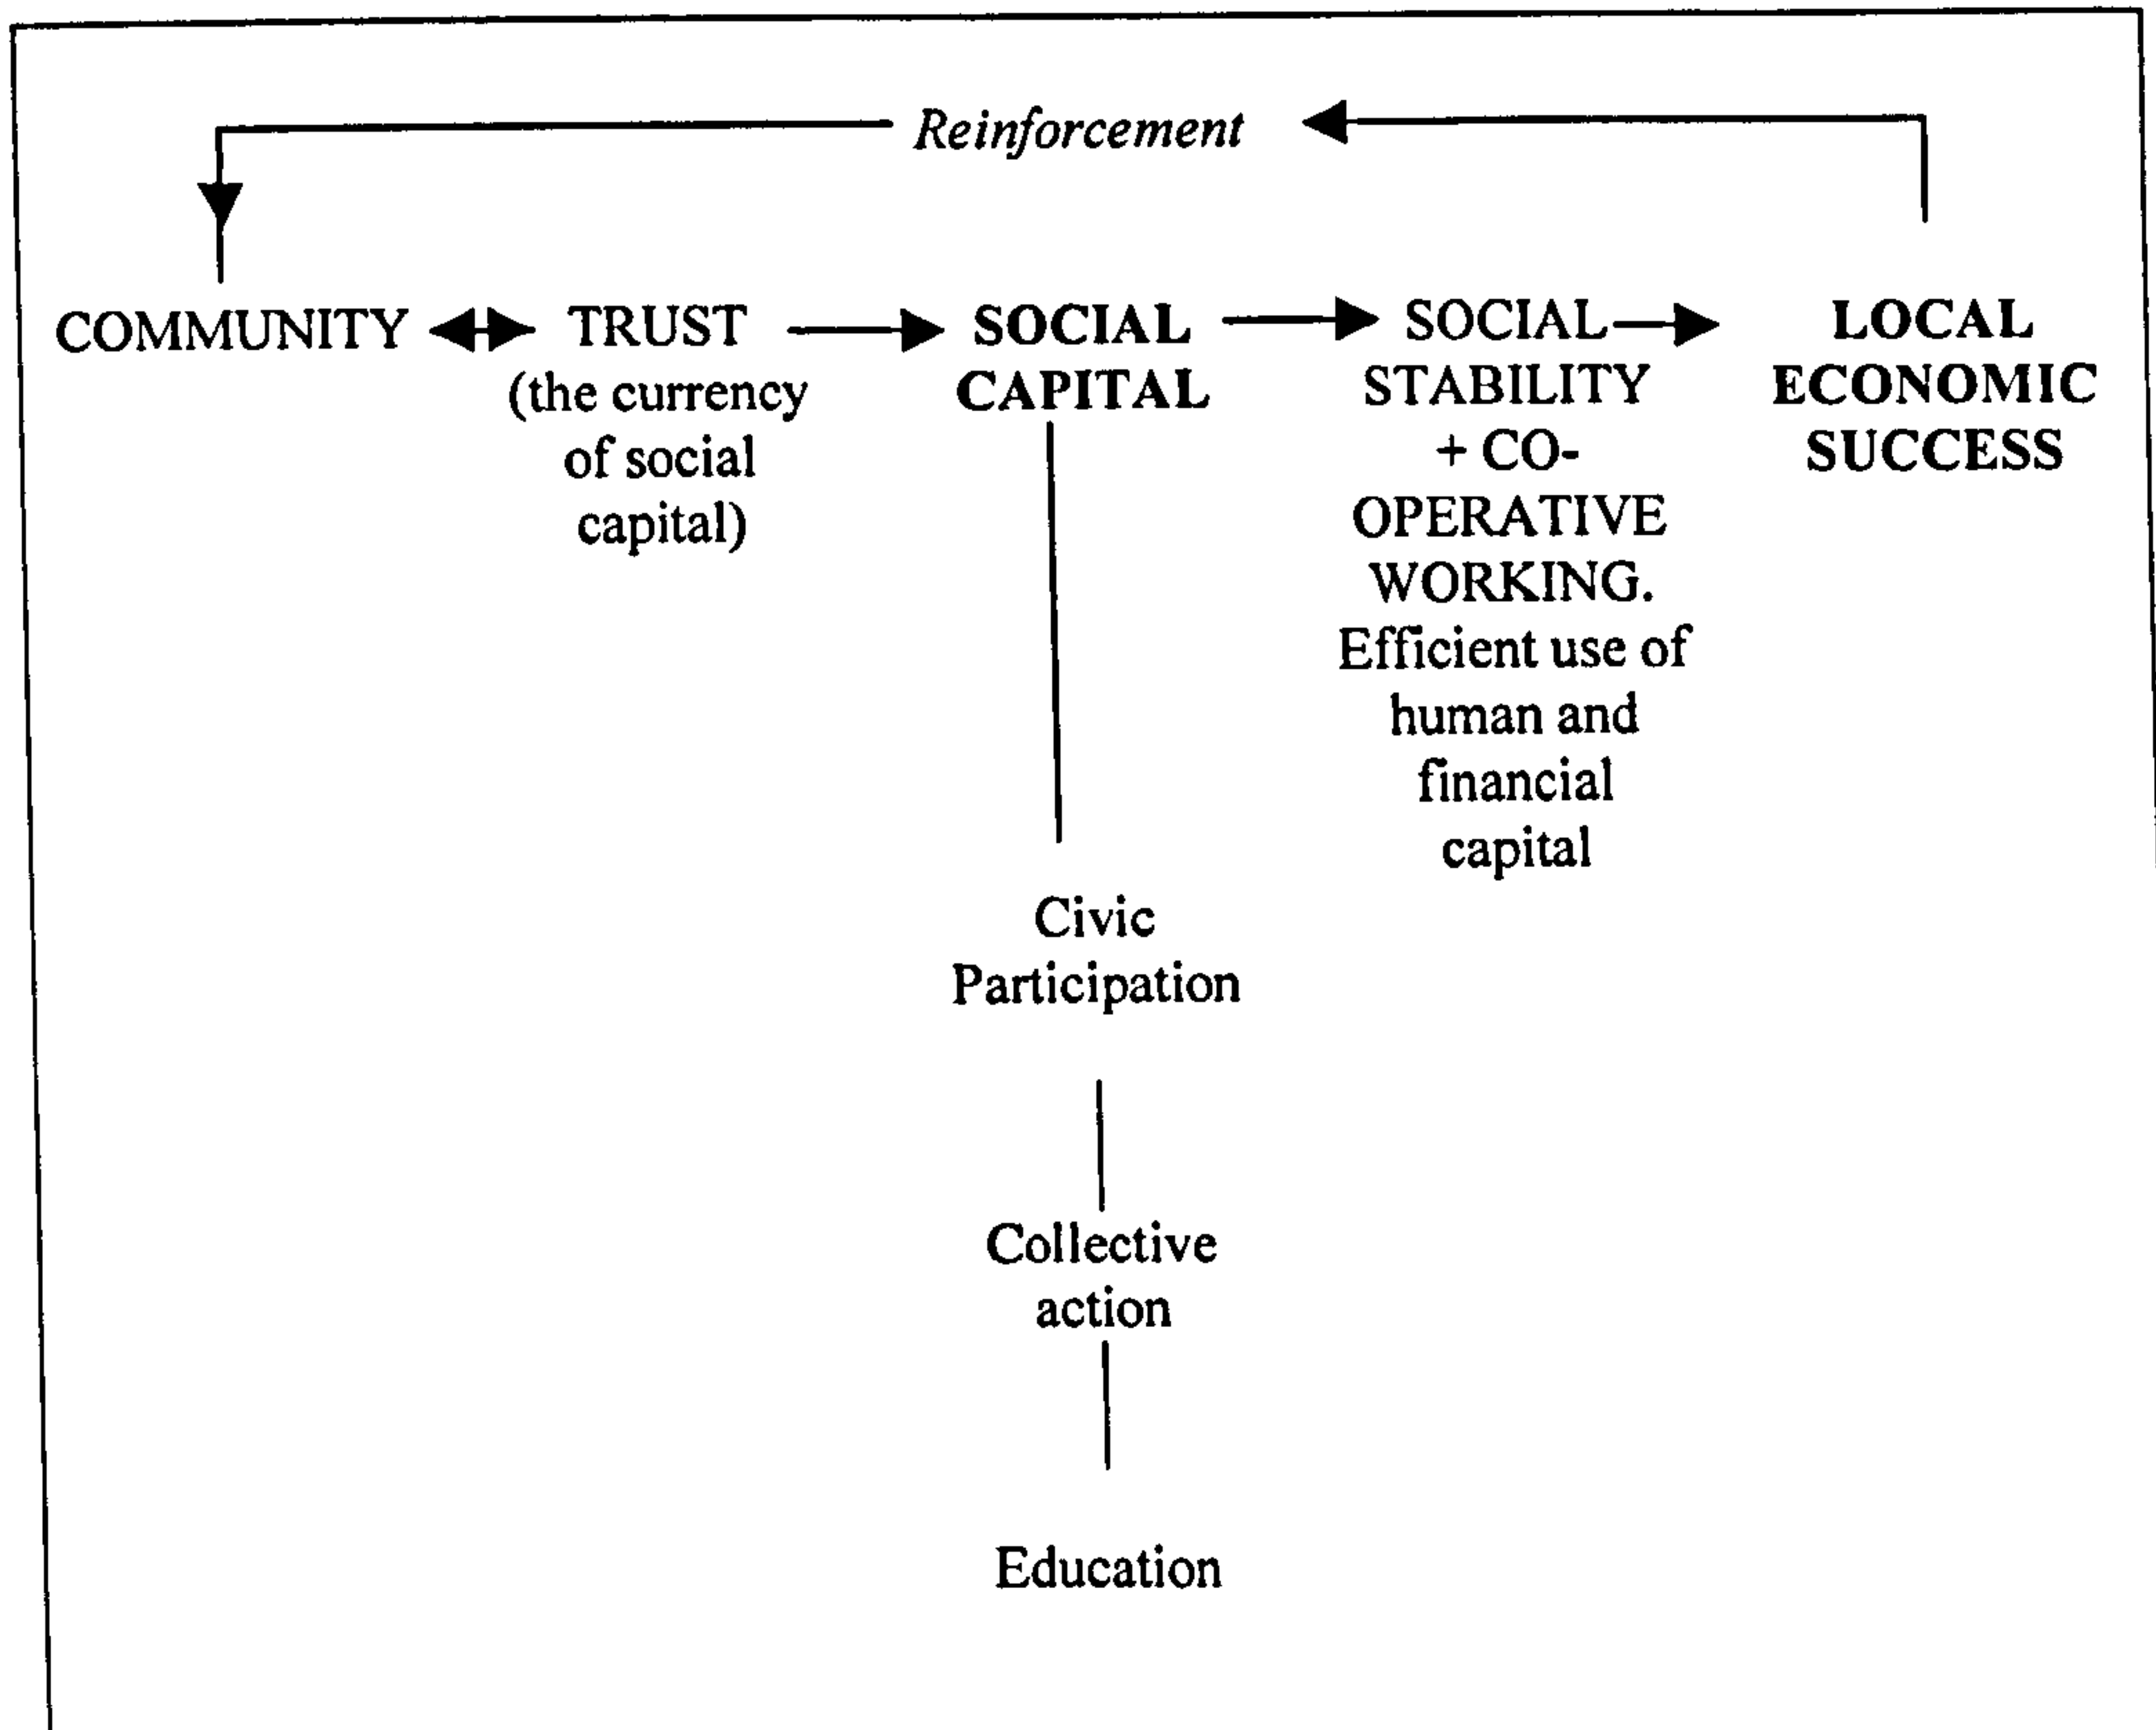 Reinforcement
COMMUNITY
TRUST
(the currency
of social
capital)
SOCIAL
CAPITAL
SOCIAL
STABILITY
+ CO-
OPERATIVE
WORKING.
Efficient use of
human and
financial
capital
LOCAL
ECONOMIC
SUCCESS
Civic
Participation
Collective
action
Education